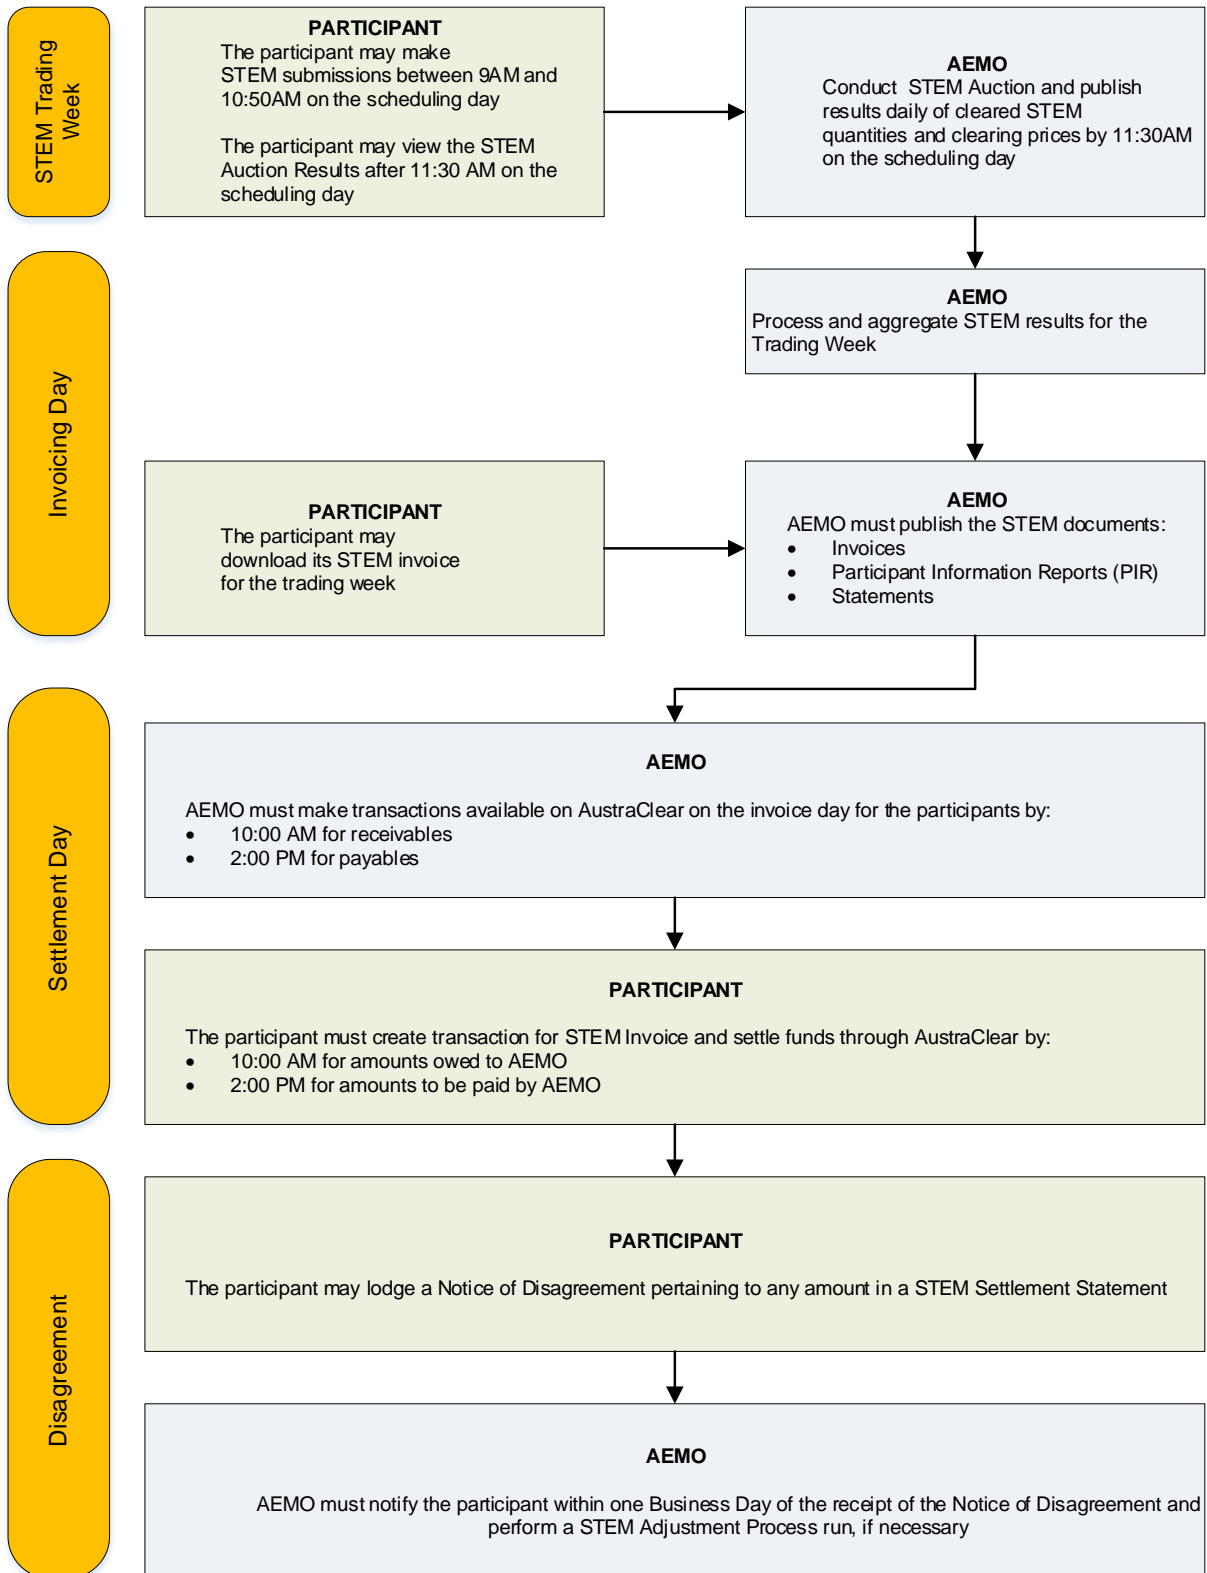 STEM Trading
Week
PARTICIPANT
The participant may make
STEM submissions between 9AM and
10:50AM on the scheduling day
The participant may view the STEM
Auction Results after 11:30 AM on the
scheduling day
AEMO
Conduct STEM Auction and publish
results daily of cleared STEM
quantities and clearing prices by 11:30AM
on the scheduling day
Invoicing Day
AEMO
Process and aggregate STEM results for the
Trading Week
PARTICIPANT
The participant may
download its STEM invoice
for the trading week
AEMO
AEMO must publish the STEM documents:
• Invoices
• Participant Information Reports (PIR)
• Statements
Settlement Day
AEMO
AEMO must make transactions available on AustraClear on the invoice day for the participants by:
• 10:00 AM for receivables
• 2:00 PM for payables
PARTICIPANT
The participant must create transaction for STEM Invoice and settle funds through AustraClear by:
• 10:00 AM for amounts owed to AEMO
• 2:00 PM for amounts to be paid by AEMO
Disagreement
PARTICIPANT
The participant may lodge a Notice of Disagreement pertaining to any amount in a STEM Settlement Statement
AEMO
AEMO must notify the participant within one Business Day of the receipt of the Notice of Disagreement and
perform a STEM Adjustment Process run, if necessary